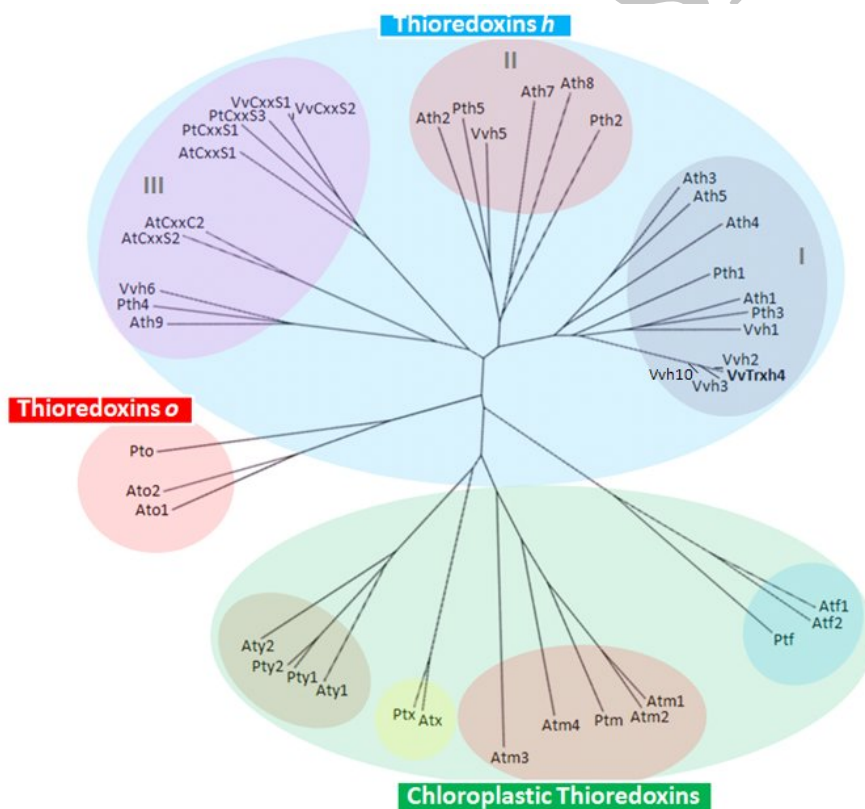 Thioredoxins h
II
Ath7
Ath8
Pth5
Ath2
Vvh5
Pth2
VvCxxS1
VvCxxS2
PtCxxS3
PtCxxS1
AtCxxS1
III
AtCxxC2
AtCxxS2
Vvh6
Pth4
Ath9
Ath3
Ath5
Ath4
I
Pth1
Ath1
Pth3
Vvh1
Vvh2
VvTrxh4
Vvh10
Vvh3
Thioredoxins o
Pto
Ato2
Ato1
Atf1
Atf2
Ptf
Aty2
Pty2
Pty1
Aty1
Ptx
Atx
Atm1
Atm2
Ptm
Atm4
Atm3
Chloroplastic Thioredoxins